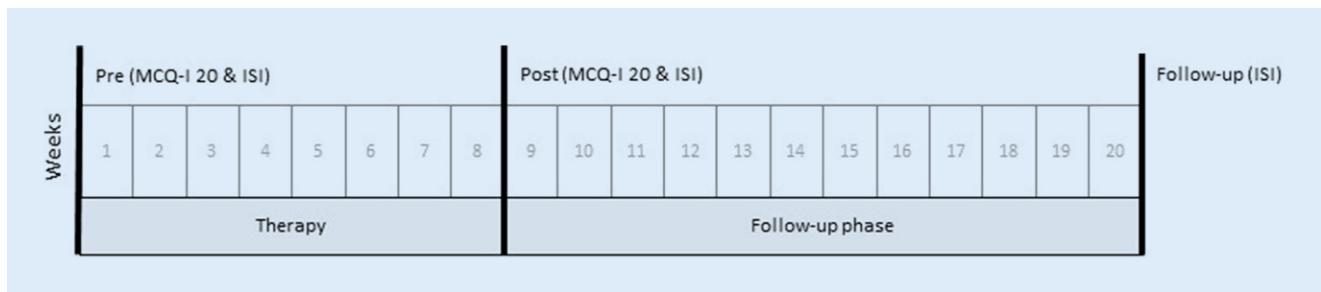 Pre (MCQ-I 20 & ISI)
Post (MCQ-I 20 & ISI)
Follow-up (ISI)
Weeks
1 2 3 4 5 6 7 8 9 10 11 12 13 14 15 16 17 18 19 20
Therapy
Follow-up phase